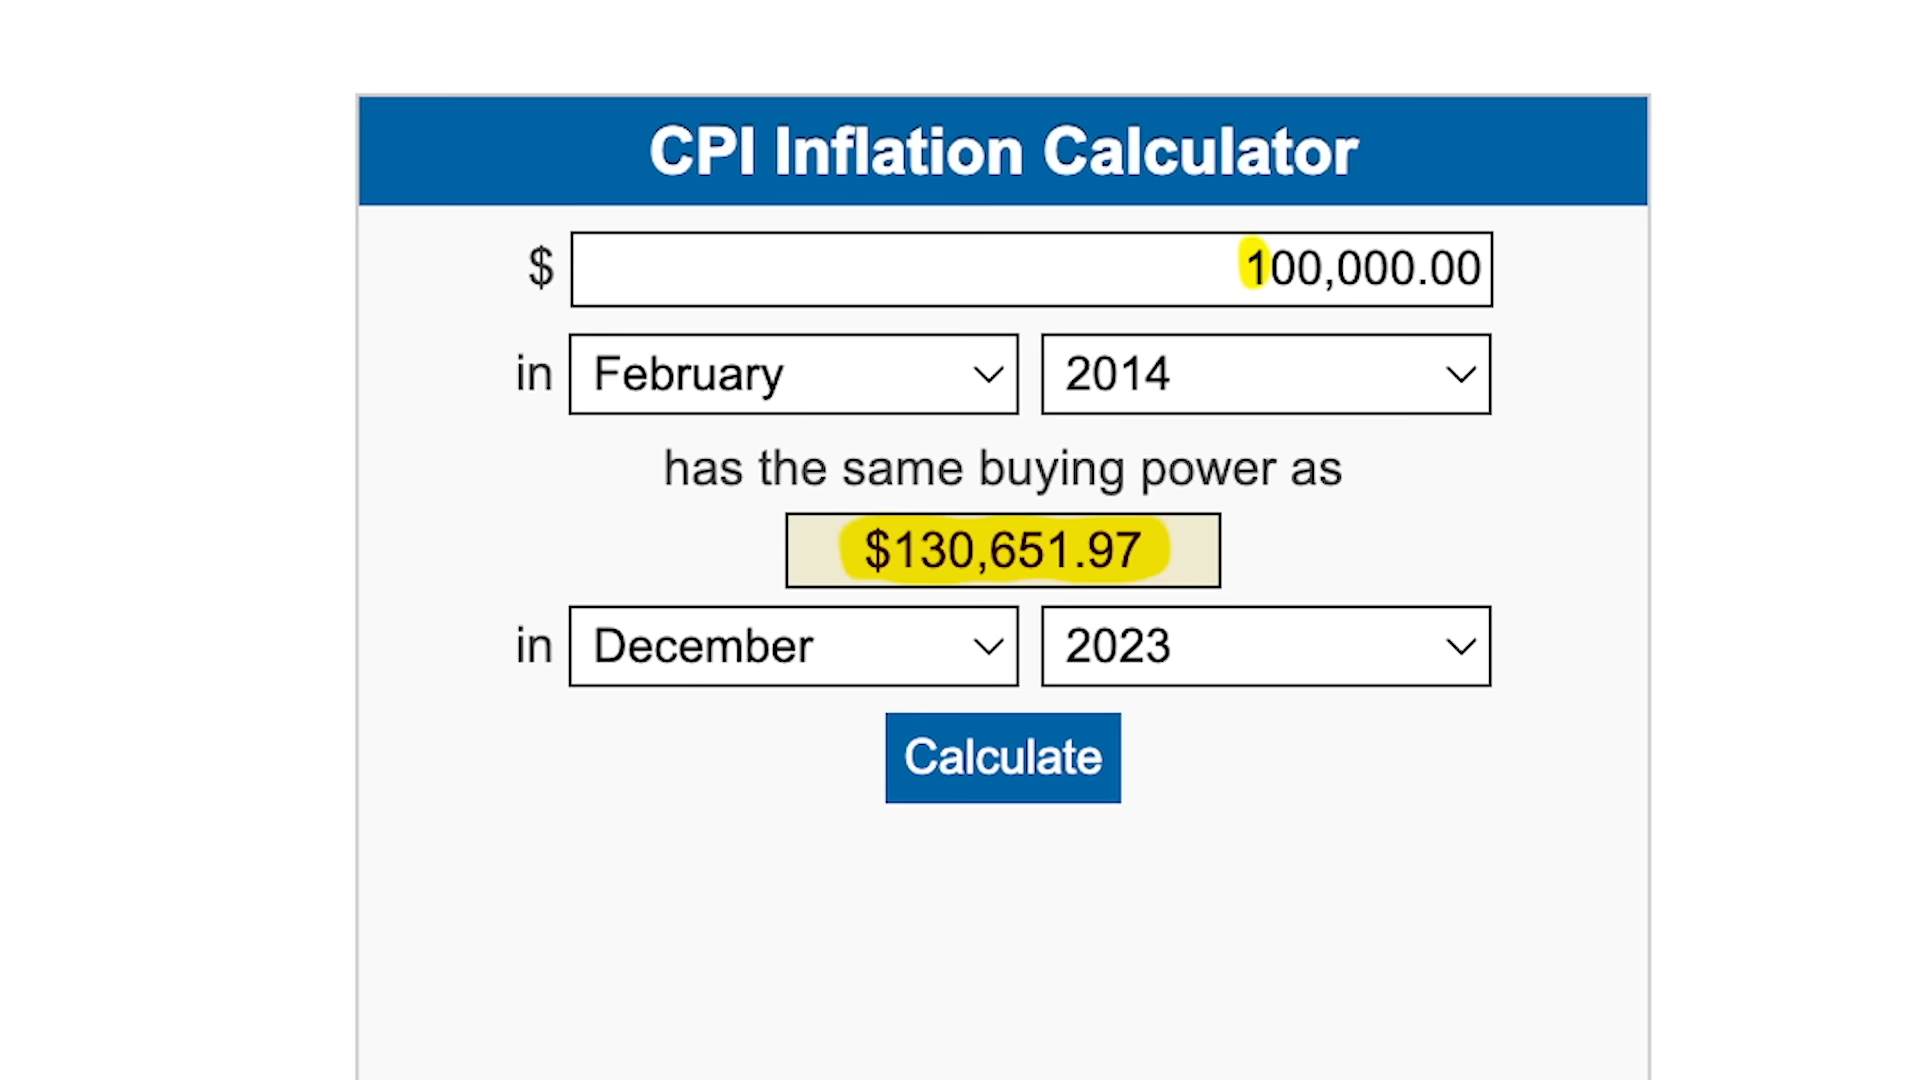 CPI Inflation Calculator
$ 100,000.00
in February 2014
has the same buying power as
$130,651.97
in December 2023
Calculate